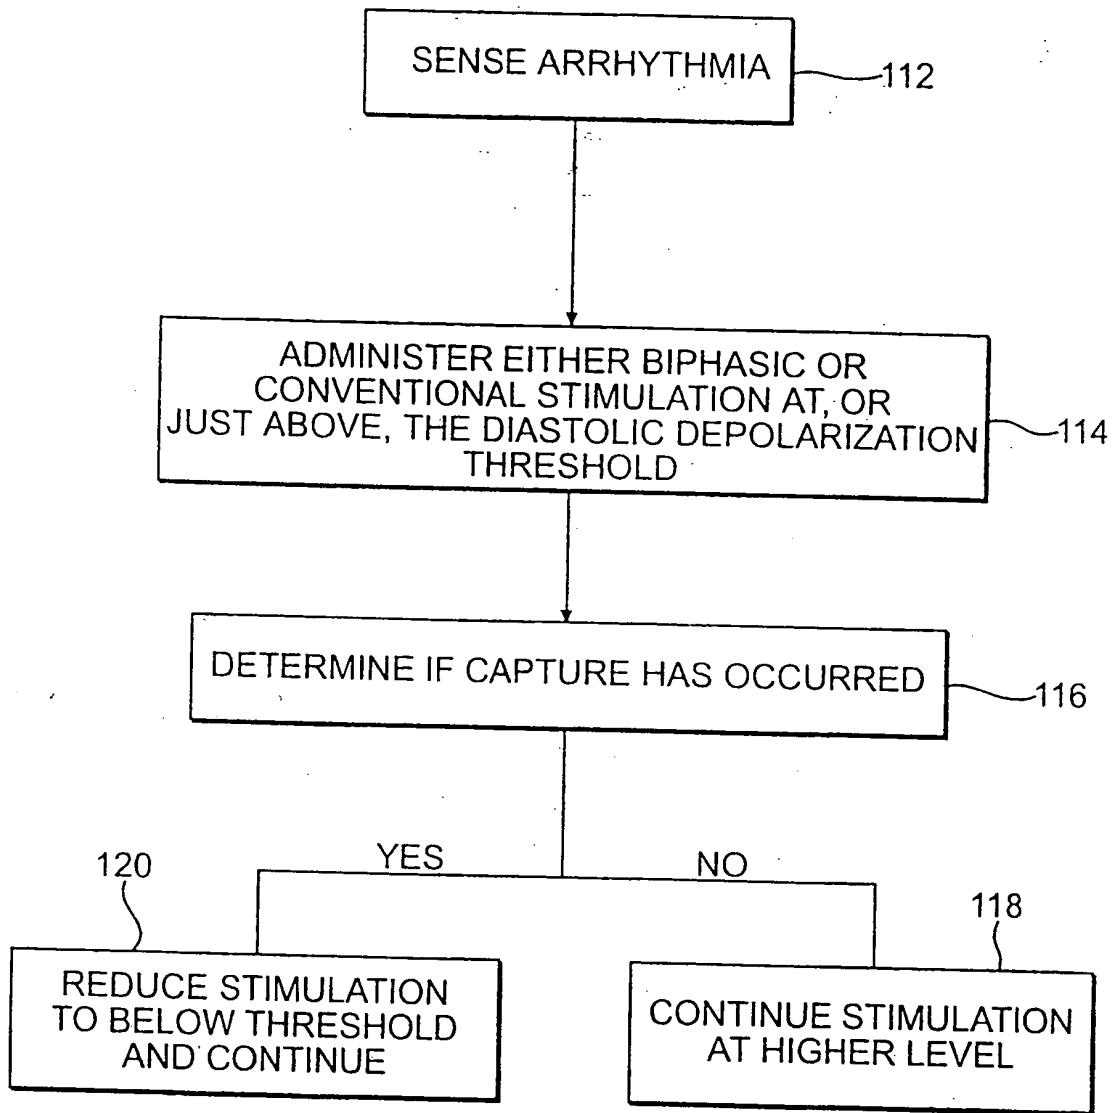 SENSE ARRHYTHMIA
112
ADMINISTER EITHER BIPHASIC OR
CONVENTIONAL STIMULATION AT, OR
JUST ABOVE, THE DIASTOLIC DEPOLARIZATION
THRESHOLD
114
DETERMINE IF CAPTURE HAS OCCURRED
116
YES
NO
120
REDUCE STIMULATION
TO BELOW THRESHOLD
AND CONTINUE
118
CONTINUE STIMULATION
AT HIGHER LEVEL